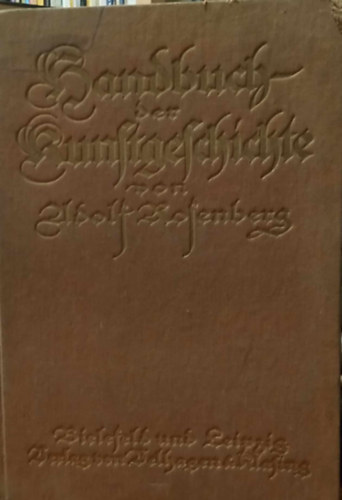 Handbuch
der
Kunstgeschichte
von
Adolf Rosenberg
Bielefeld und Leipzig
Verlag von Velhagen & Klasing